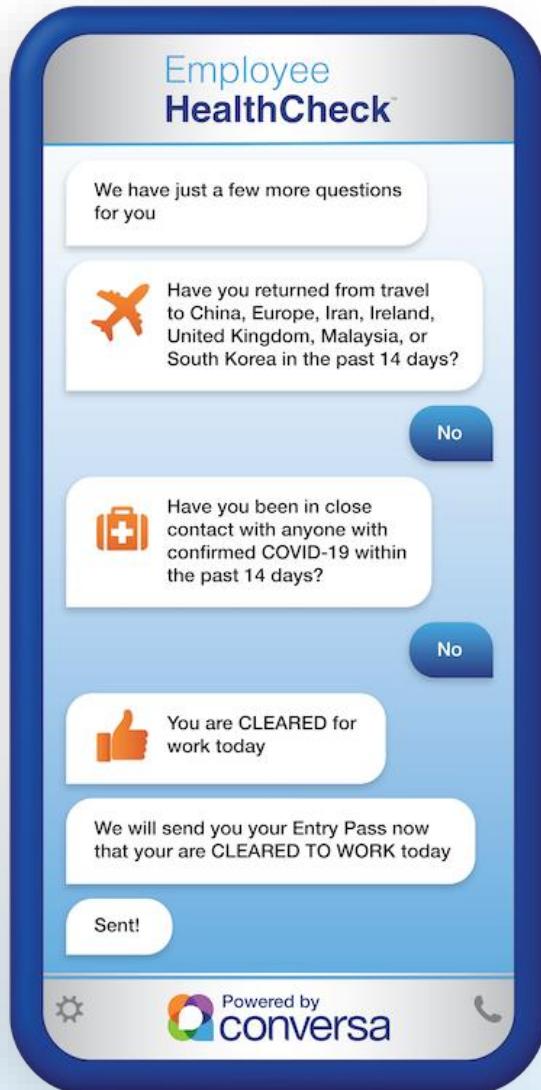 Employee
HealthCheck™
We have just a few more questions
for you
Have you returned from travel
to China, Europe, Iran, Ireland,
United Kingdom, Malaysia, or
South Korea in the past 14 days?
No
Have you been in close
contact with anyone with
confirmed COVID-19 within
the past 14 days?
No
You are CLEARED for
work today
We will send you your Entry Pass now
that your are CLEARED TO WORK today
Sent!
Powered by
conversa